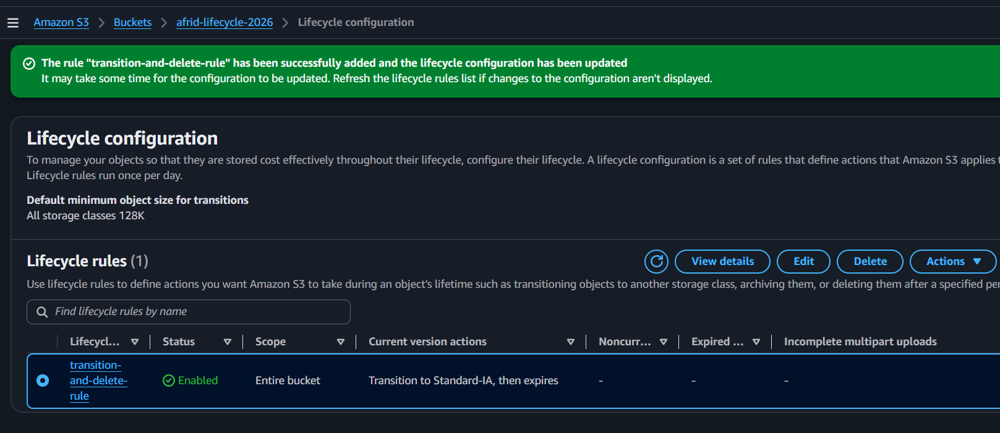 Amazon S3 > Buckets > afrid-lifecycle-2026 > Lifecycle configuration
The rule "transition-and-delete-rule" has been successfully added and the lifecycle configuration has been updated
It may take some time for the configuration to be updated. Refresh the lifecycle rules list if changes to the configuration aren't displayed.
Lifecycle configuration
To manage your objects so that they are stored cost effectively throughout their lifecycle, configure their lifecycle. A lifecycle configuration is a set of rules that define actions that Amazon S3 applies
Lifecycle rules run once per day.
Default minimum object size for transitions
All storage classes 128K
Lifecycle rules (1)
View details
Edit
Delete
Actions
Use lifecycle rules to define actions you want Amazon S3 to take during an object's lifetime such as transitioning objects to another storage class, archiving them, or deleting them after a specified
Find lifecycle rules by name
Lifecycl... Status Scope Current version actions Noncurr... Expired ... Incomplete multipart uploads
transition-
and-delete-
rule
Enabled Entire bucket Transition to Standard-IA, then expires - - -